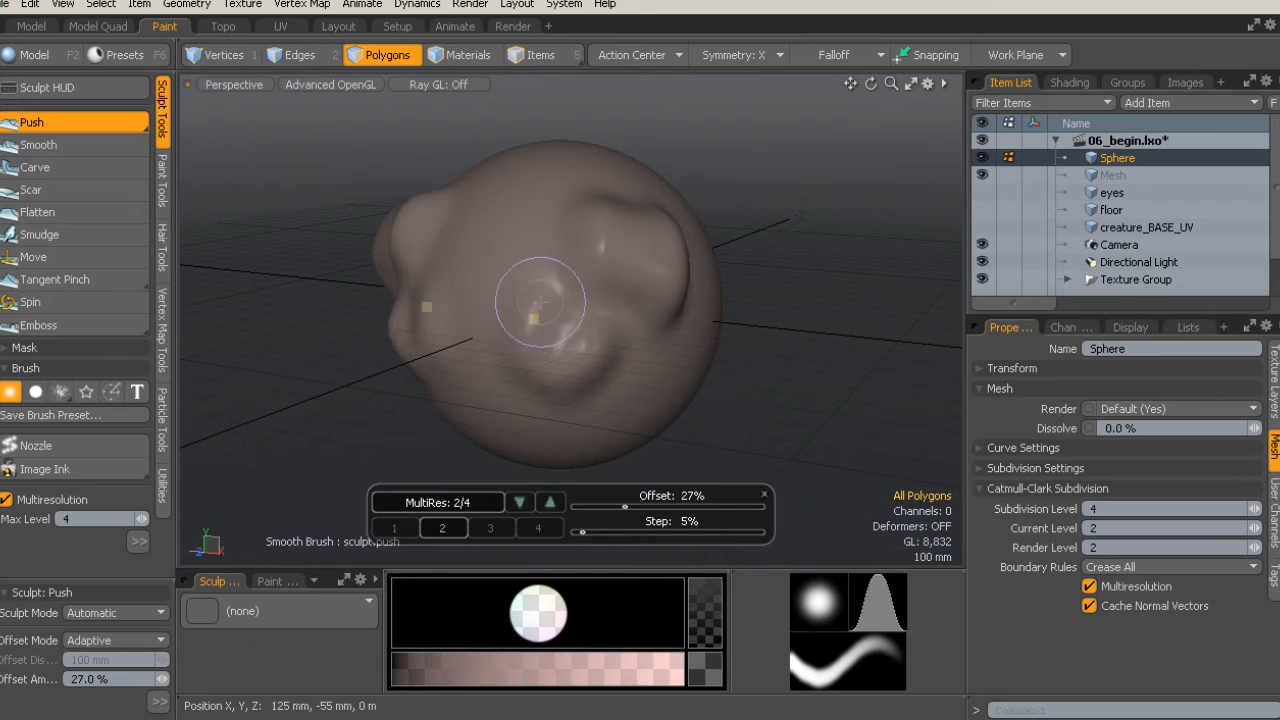 Edit View Select Item Geometry Texture Vertex Map Animate Dynamics Render Layout System Help
Model Model Quad Paint Topo UV Layout Setup Animate Render +
Model F2 Presets F6 Vertices 1 Edges 2 Polygons Materials Items 5 Action Center Symmetry: X Falloff Snapping Work Plane
Sculpt HUD
Push
Smooth
Carve
Scar
Flatten
Smudge
Move
Tangent Pinch
Spin
Emboss
Mask
Brush
T
Save Brush Preset...
Nozzle
Image Ink
Multiresolution
Max Level 4
>>
Sculpt: Push
Sculpt Mode Automatic
Offset Mode Adaptive
Offset Dis... 100 mm
Offset Am... 27.0 %
>>
Sculpt Tools
Paint Tools
Hair Tools
Vertex Map Tools
Particle Tools
Utilities
Perspective Advanced OpenGL Ray GL: Off
Z
MultiRes: 2/4
1 2 3 4
Offset: 27%
Step: 5%
Smooth Brush : sculpt.push
All Polygons
Channels: 0
Deformers: OFF
GL: 8,832
100 mm
Sculp ... Paint ...
(none)
Position X, Y, Z: 125 mm, -55 mm, 0 m
Item List Shading Groups Images +
Filter Items Add Item F
Name
06_begin.lxo*
Sphere
Mesh
eyes
floor
creature_BASE_UV
Camera
Directional Light
Texture Group
Prope ... Chan ... Display Lists +
Name Sphere
Transform
Mesh
Render Default (Yes)
Dissolve 0.0 %
Curve Settings
Subdivision Settings
Catmull-Clark Subdivision
Subdivision Level 4
Current Level 2
Render Level 2
Boundary Rules Crease All
Multiresolution
Cache Normal Vectors
Texture Layers
Mesh
User Channels
Tags
> Command